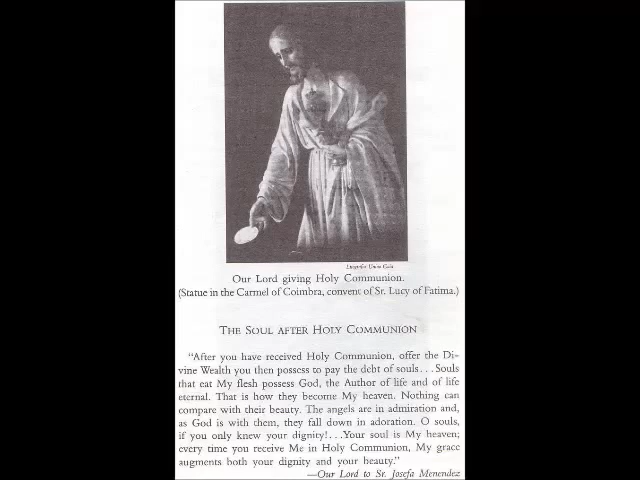 Our Lord giving Holy Communion.
(Statue in the Carmel of Coimbra, convent of Sr. Lucy of Fatima.)
THE SOUL AFTER HOLY COMMUNION
"After you have received Holy Communion, offer the Di-
vine Wealth you then possess to pay the debt of souls. . . Souls
that eat My flesh possess God, the Author of life and of life
eternal. That is how they become My heaven. Nothing can
compare with their beauty. The angels are in admiration and,
as God is with them, they fall down in adoration. O souls,
if you only knew your dignity!. . .Your soul is My heaven;
every time you receive Me in Holy Communion, My grace
augments both your dignity and your beauty."
—Our Lord to Sr. Josefa Menendez